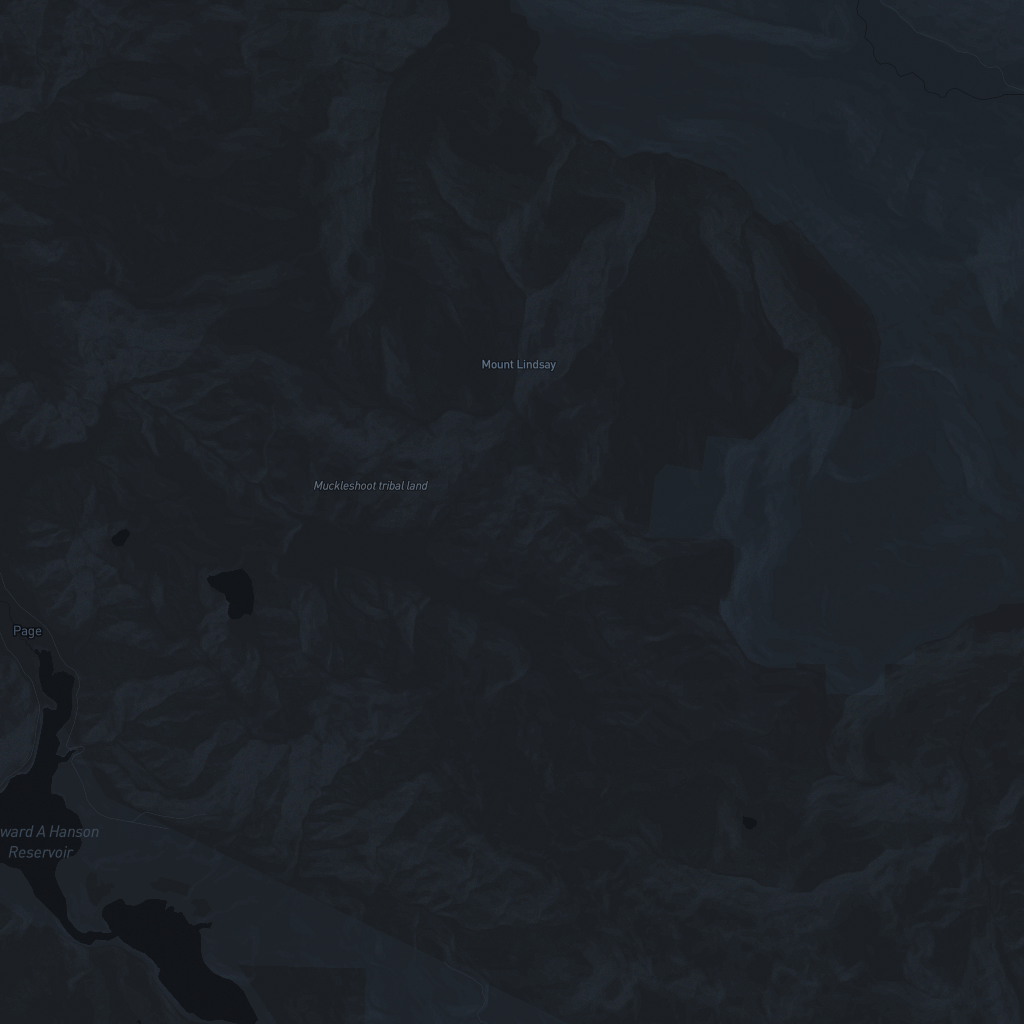 Mount Lindsay
Muckleshoot tribal land
Page
ward A Hanson
Reservoir